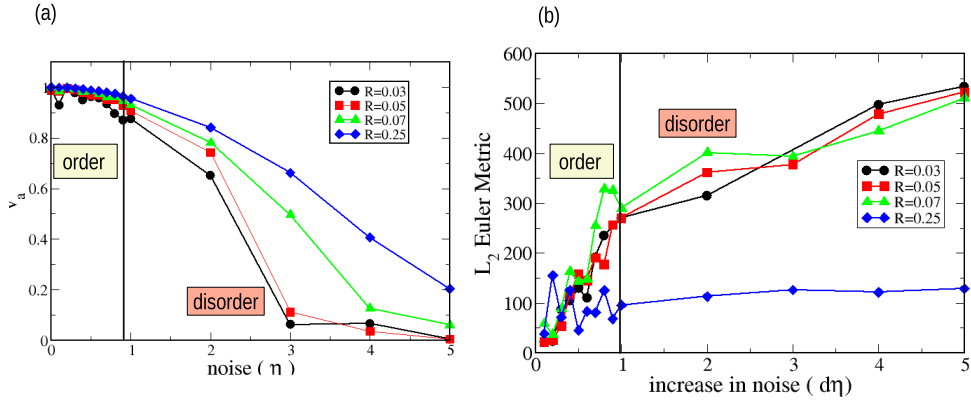 (a)
(b)
1
0.8
0.6
0.4
0.2
0
v_a
order
disorder
R=0.03
R=0.05
R=0.07
R=0.25
0 1 2 3 4 5
noise ( η )
600
500
400
300
200
100
0
L_2 Euler Metric
order
disorder
R=0.03
R=0.05
R=0.07
R=0.25
0 1 2 3 4 5
increase in noise ( dη )